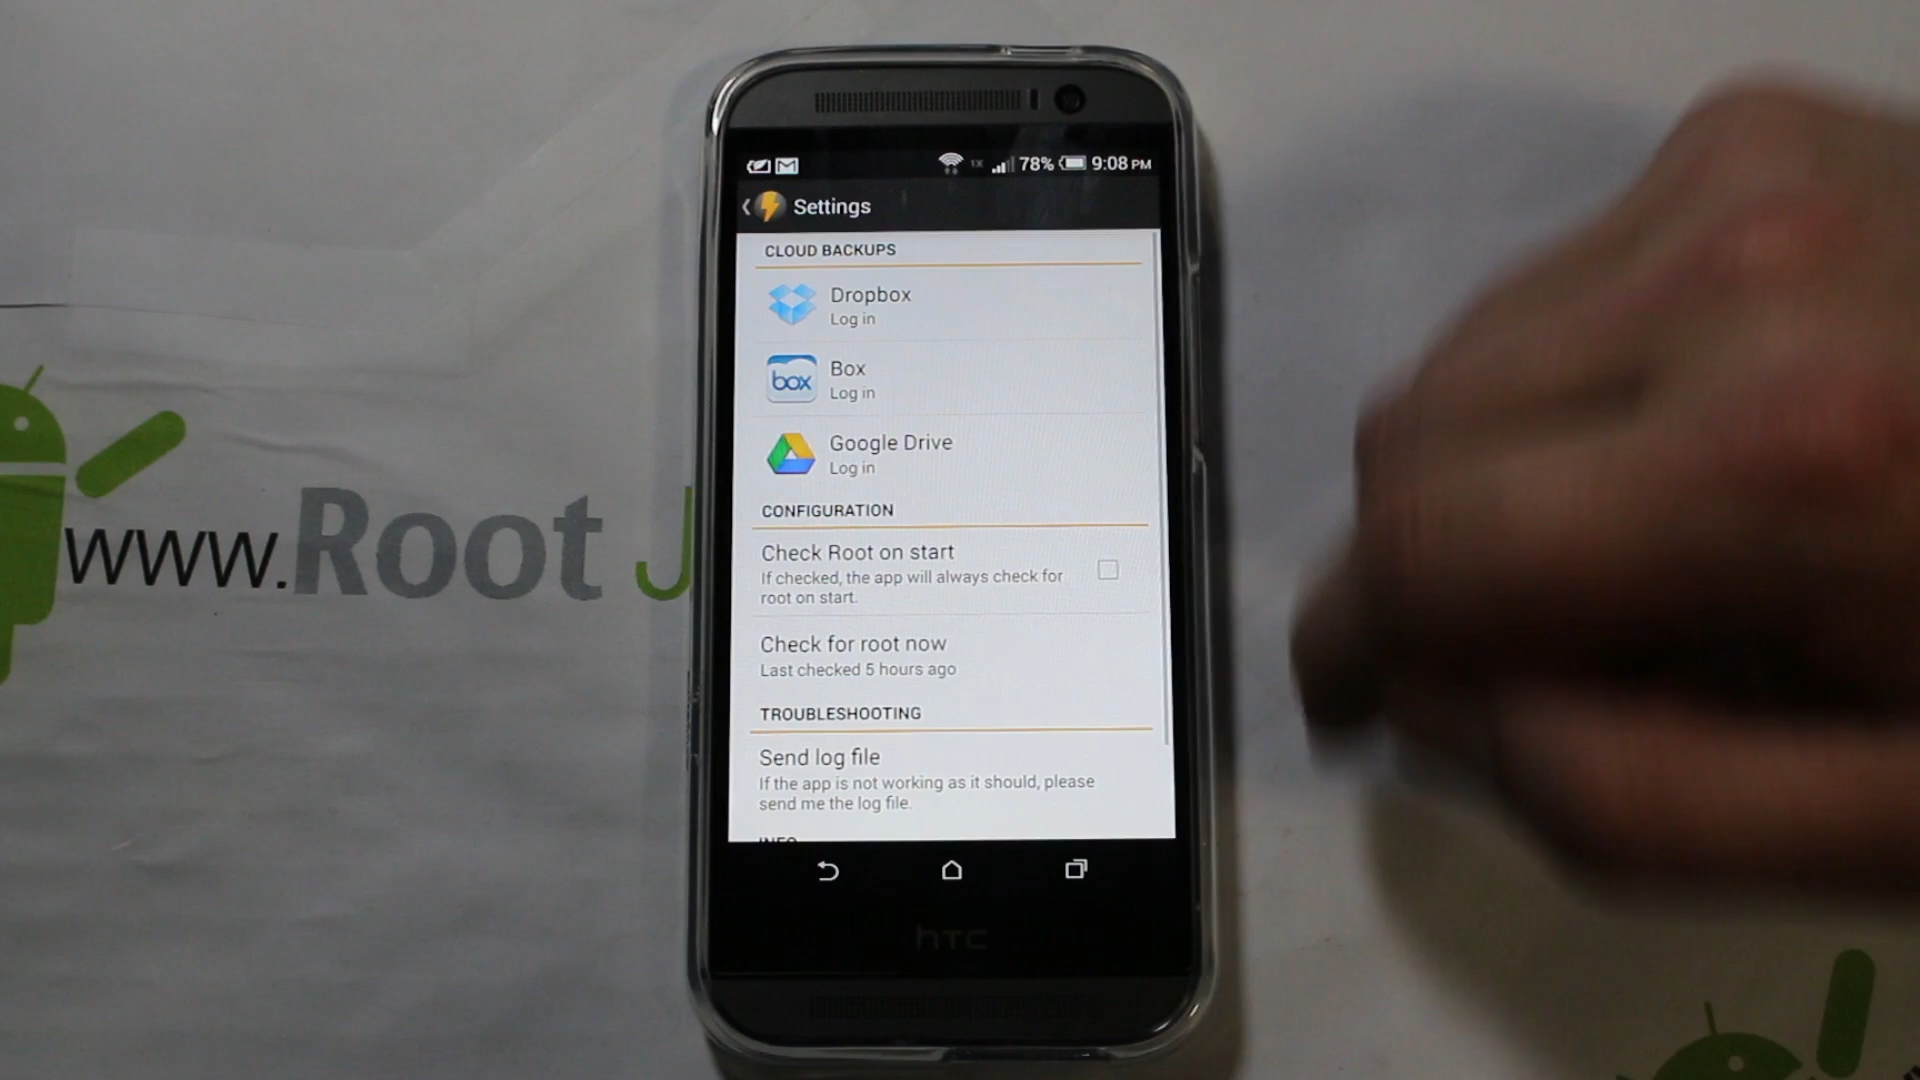 1X 78% 9:08 PM
Settings
CLOUD BACKUPS
Dropbox
Log in
box
Box
Log in
Google Drive
Log in
CONFIGURATION
Check Root on start
If checked, the app will always check for
root on start.
Check for root now
Last checked 5 hours ago
TROUBLESHOOTING
Send log file
If the app is not working as it should, please
send me the log file.
INFO
hTC
www.Root J